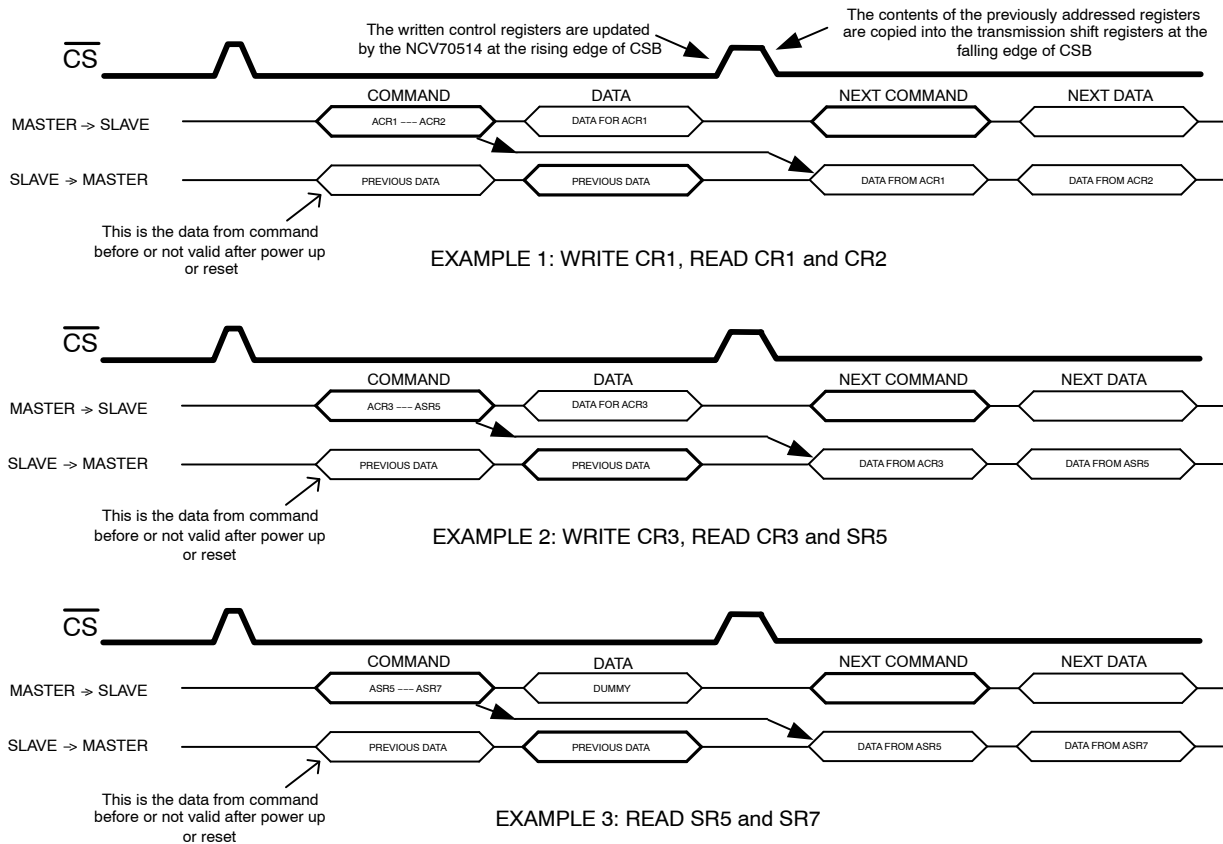 The written control registers are updated
by the NCV70514 at the rising edge of CSB
The contents of the previously addressed registers
are copied into the transmission shift registers at the
falling edge of CSB
CS
COMMAND
DATA
NEXT COMMAND
NEXT DATA
MASTER -> SLAVE
ACR1 --- ACR2
DATA FOR ACR1
SLAVE -> MASTER
PREVIOUS DATA
PREVIOUS DATA
DATA FROM ACR1
DATA FROM ACR2
This is the data from command
before or not valid after power up
or reset
EXAMPLE 1: WRITE CR1, READ CR1 and CR2
CS
COMMAND
DATA
NEXT COMMAND
NEXT DATA
MASTER -> SLAVE
ACR3 --- ASR5
DATA FOR ACR3
SLAVE -> MASTER
PREVIOUS DATA
PREVIOUS DATA
DATA FROM ACR3
DATA FROM ASR5
This is the data from command
before or not valid after power up
or reset
EXAMPLE 2: WRITE CR3, READ CR3 and SR5
CS
COMMAND
DATA
NEXT COMMAND
NEXT DATA
MASTER -> SLAVE
ASR5 --- ASR7
DUMMY
SLAVE -> MASTER
PREVIOUS DATA
PREVIOUS DATA
DATA FROM ASR5
DATA FROM ASR7
This is the data from command
before or not valid after power up
or reset
EXAMPLE 3: READ SR5 and SR7